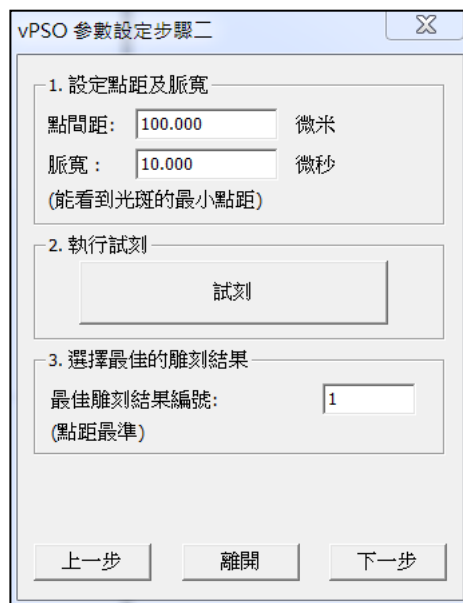 vPSO 參數設定步驟二
1. 設定點距及脈寬
點間距: 100.000 微米
脈寬 : 10.000 微秒
(能看到光斑的最小點距)
2. 執行試刻
試刻
3. 選擇最佳的雕刻結果
最佳雕刻結果編號: 1
(點距最準)
上一步 離開 下一步